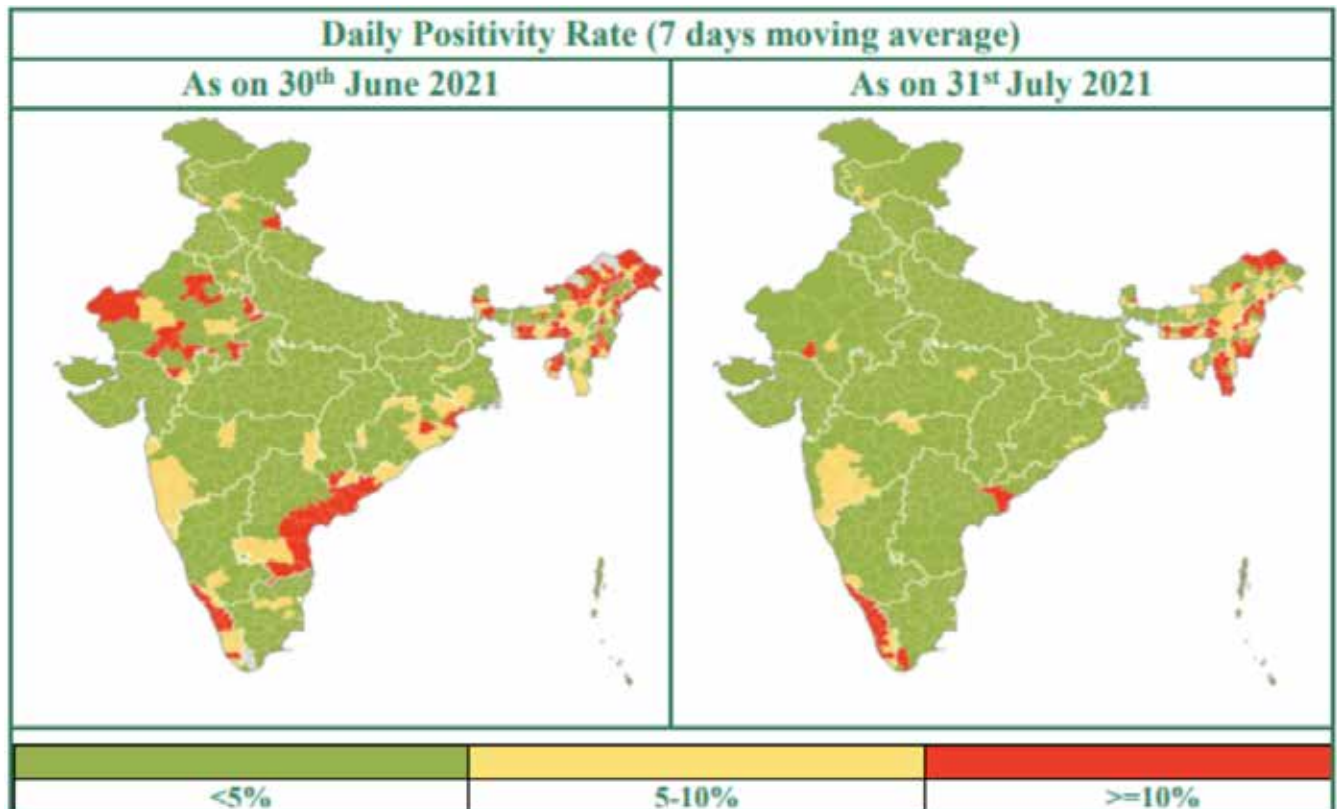 Daily Positivity Rate (7 days moving average)
As on 30th June 2021
As on 31st July 2021
<5%
5-10%
>=10%